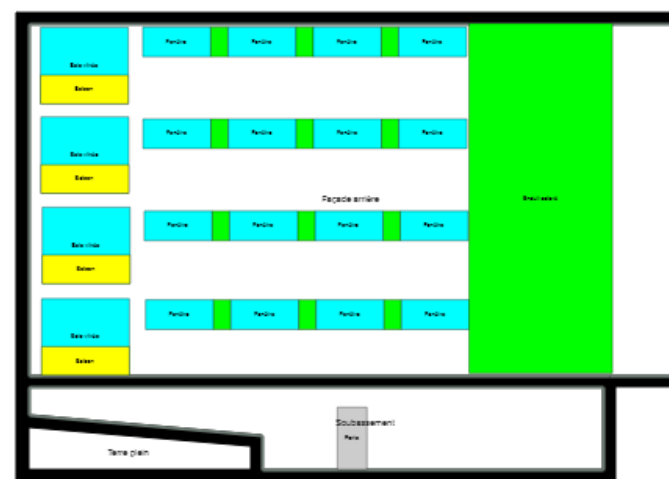 Fenêtre Fenêtre Fenêtre Fenêtre
Baie vitrée
Balcon
Fenêtre Fenêtre Fenêtre Fenêtre
Baie vitrée
Balcon
Façade arrière
Fenêtre Fenêtre Fenêtre Fenêtre
Baie vitrée
Balcon
Fenêtre Fenêtre Fenêtre Fenêtre
Baie vitrée
Balcon
Soubassement
Porte
Terre plein